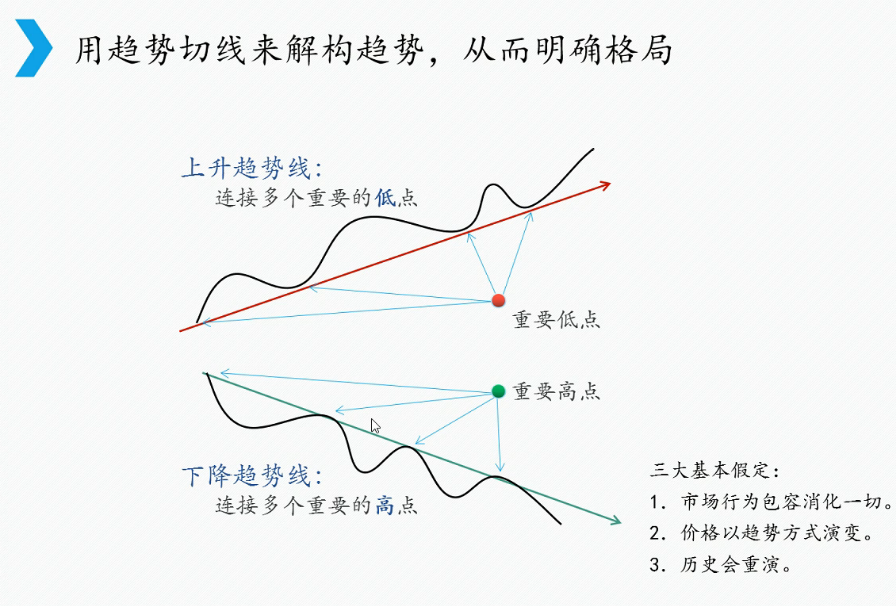 用趋势切线来解构趋势，从而明确格局
上升趋势线：
连接多个重要的低点
重要低点
重要高点
下降趋势线：
连接多个重要的高点
三大基本假定：
1. 市场行为包容消化一切。
2. 价格以趋势方式演变。
3. 历史会重演。